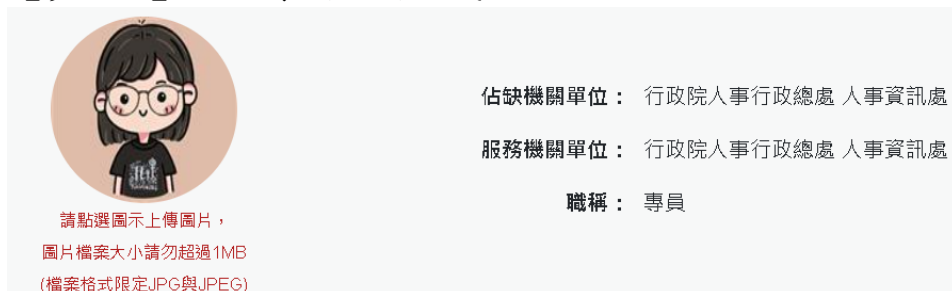 佔缺機關單位： 行政院人事行政總處 人事資訊處
服務機關單位： 行政院人事行政總處 人事資訊處
職稱： 專員
請點選圖示上傳圖片，
圖片檔案大小請勿超過1MB
(檔案格式限定JPG與JPEG)